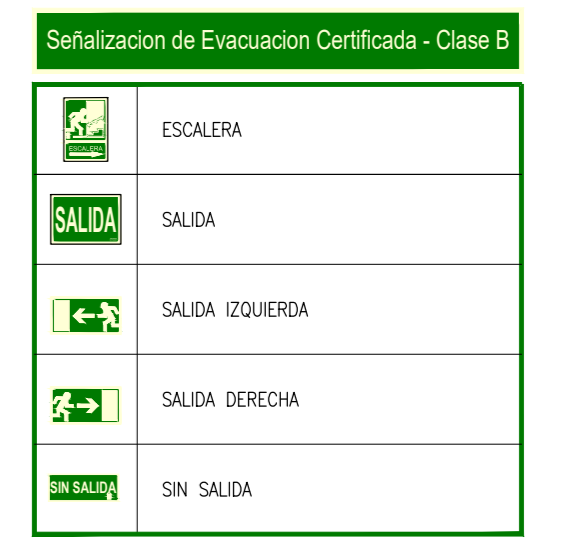 Señalizacion de Evacuacion Certificada - Clase B
ESCALERA
ESCALERA
SALIDA
SALIDA
SALIDA IZQUIERDA
SALIDA DERECHA
SIN SALIDA
SIN SALIDA